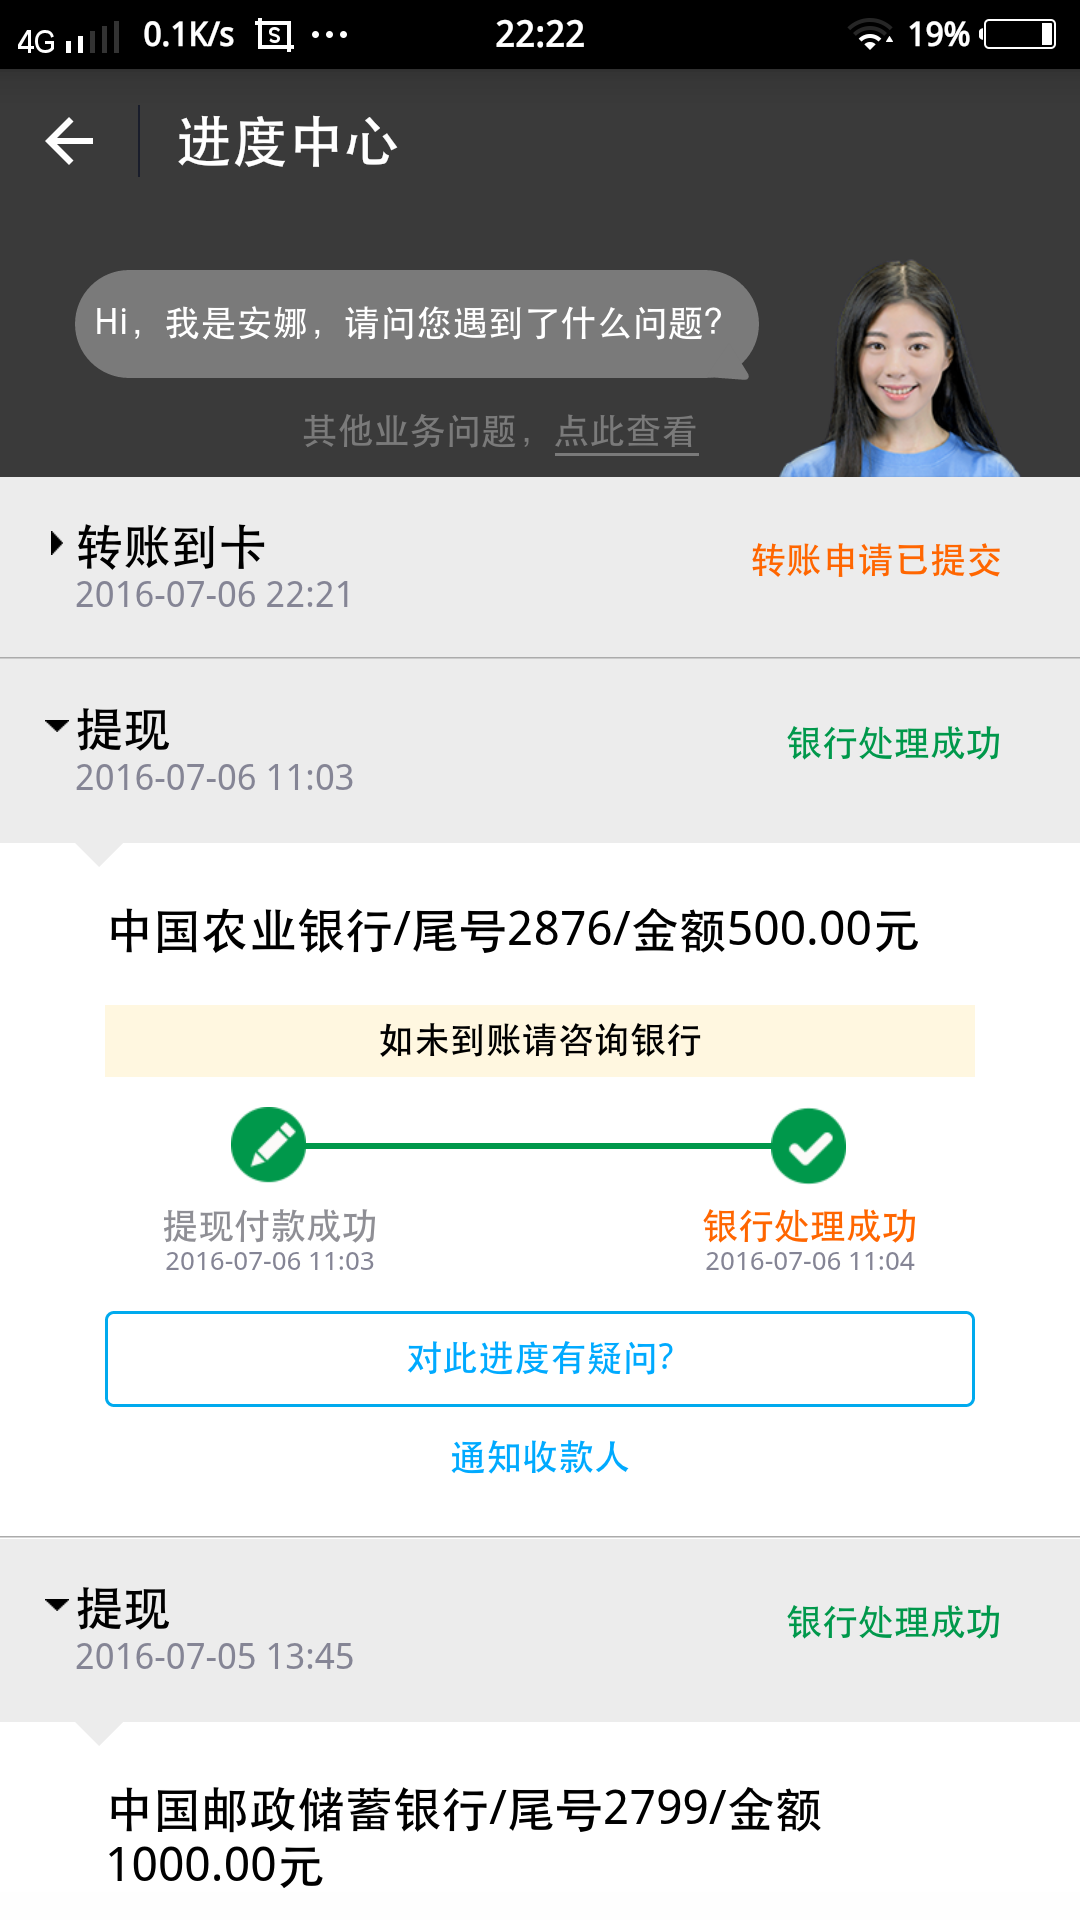 4G 0.1K/s 22:22 19%
进度中心
Hi，我是安娜，请问您遇到了什么问题？
其他业务问题，点此查看
转账到卡
转账申请已提交
2016-07-06 22:21
提现
银行处理成功
2016-07-06 11:03
中国农业银行/尾号2876/金额500.00元
如未到账请咨询银行
提现付款成功 银行处理成功
2016-07-06 11:03 2016-07-06 11:04
对此进度有疑问?
通知收款人
提现
银行处理成功
2016-07-05 13:45
中国邮政储蓄银行/尾号2799/金额
1000.00元